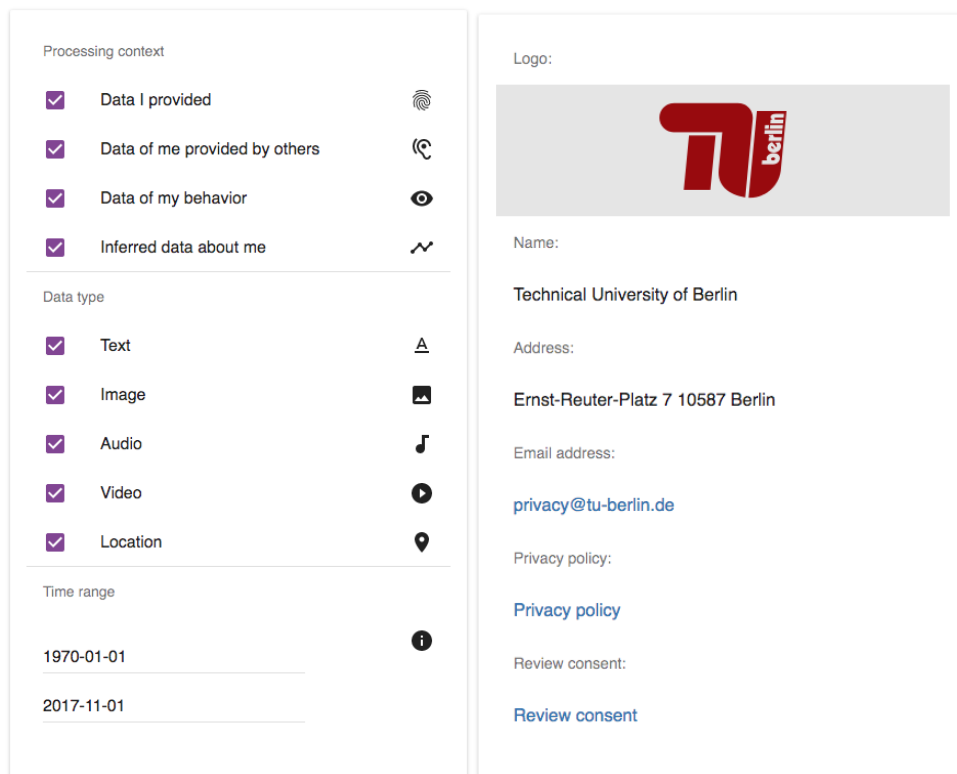 Processing context
Data I provided
Data of me provided by others
Data of my behavior
Inferred data about me
Data type
Text
A
Image
Audio
Video
Location
Time range
1970-01-01
2017-11-01
Logo:
berlin
Name:
Technical University of Berlin
Address:
Ernst-Reuter-Platz 7 10587 Berlin
Email address:
privacy@tu-berlin.de
Privacy policy:
Privacy policy
Review consent:
Review consent